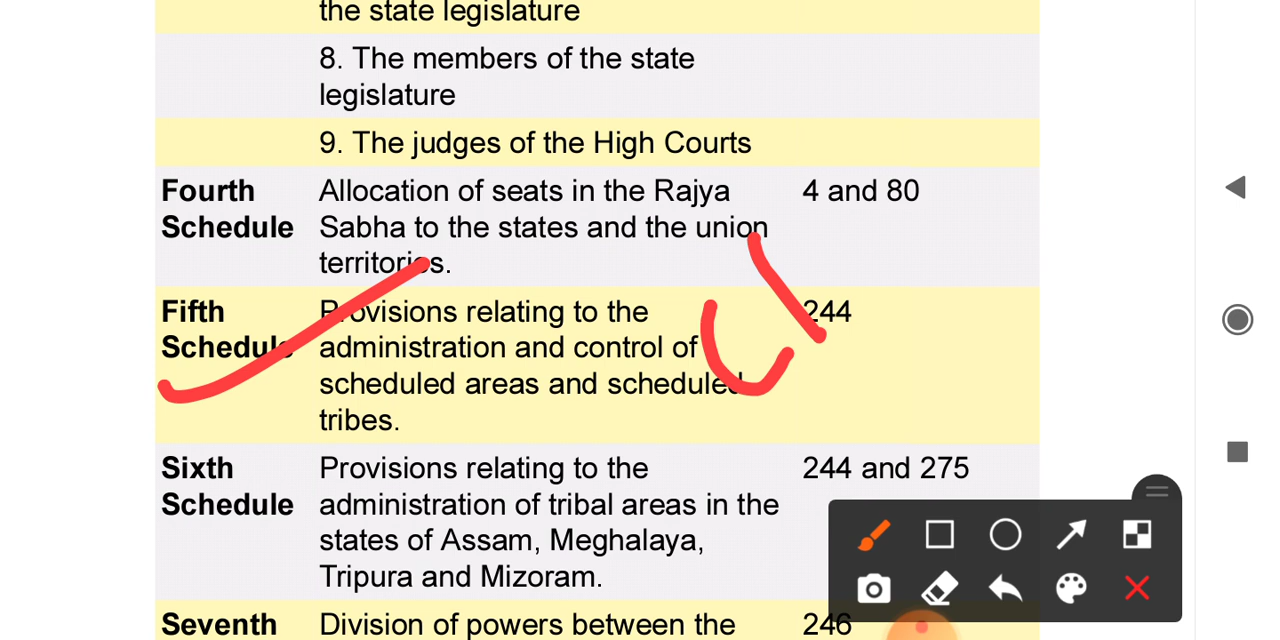 the state legislature
8. The members of the state
legislature
9. The judges of the High Courts
Fourth Allocation of seats in the Rajya 4 and 80
Schedule Sabha to the states and the union
territories.
Fifth Provisions relating to the 244
Schedule administration and control of
scheduled areas and scheduled
tribes.
Sixth Provisions relating to the 244 and 275
Schedule administration of tribal areas in the
states of Assam, Meghalaya,
Tripura and Mizoram.
Seventh Division of powers between the 246